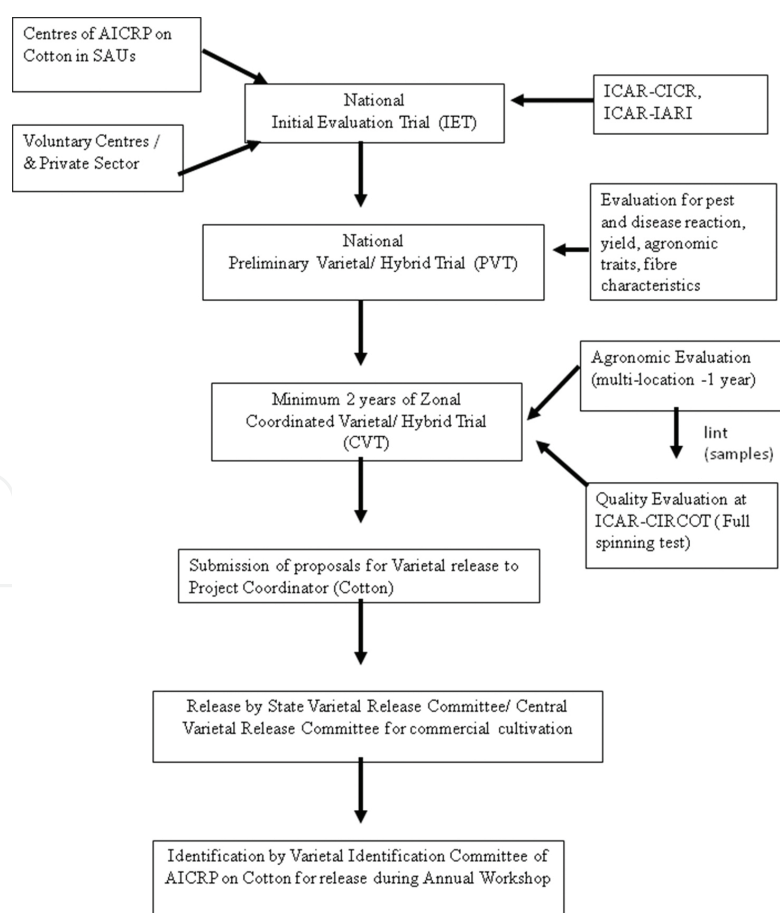 Centres of AICRP on
Cotton in SAUs
National
Initial Evaluation Trial (IET)
ICAR-CICR,
ICAR-IARI
Voluntary Centres /
& Private Sector
Evaluation for pest
and disease reaction,
yield, agronomic
traits, fibre
characteristics
National
Preliminary Varietal/ Hybrid Trial (PVT)
Agronomic Evaluation
(multi-location -1 year)
Minimum 2 years of Zonal
Coordinated Varietal/ Hybrid Trial
(CVT)
lint
(samples)
Quality Evaluation at
ICAR-CIRCOT ( Full
spinning test)
Submission of proposals for Varietal release to
Project Coordinator (Cotton)
Release by State Varietal Release Committee/ Central
Varietal Release Committee for commercial cultivation
Identification by Varietal Identification Committee of
AICRP on Cotton for release during Annual Workshop